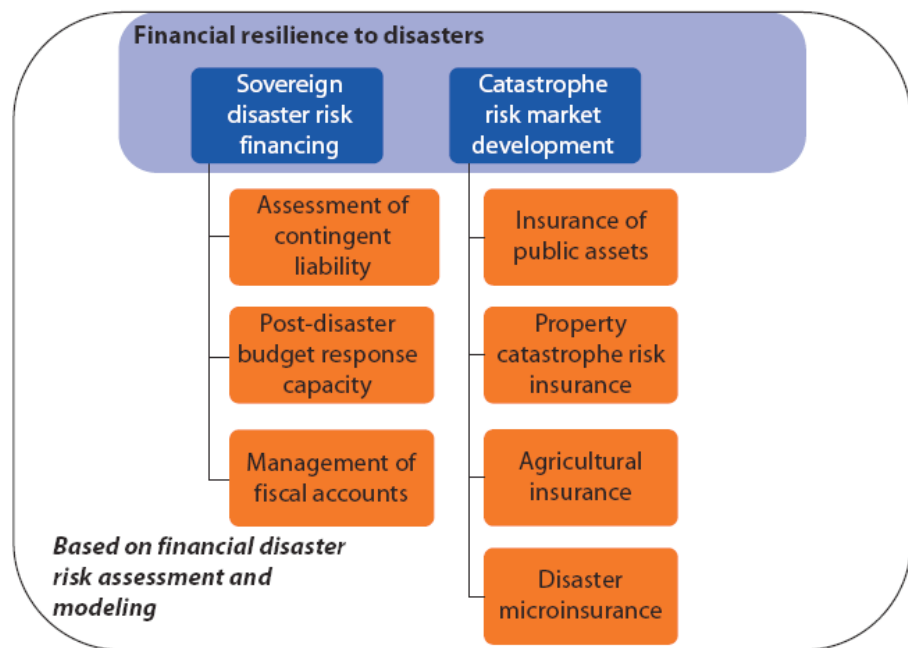 Financial resilience to disasters
Sovereign
disaster risk
financing
Catastrophe
risk market
development
Assessment of
contingent
liability
Post-disaster
budget response
capacity
Management of
fiscal accounts
Insurance of
public assets
Property
catastrophe risk
insurance
Agricultural
insurance
Disaster
microinsurance
Based on financial disaster
risk assessment and
modeling